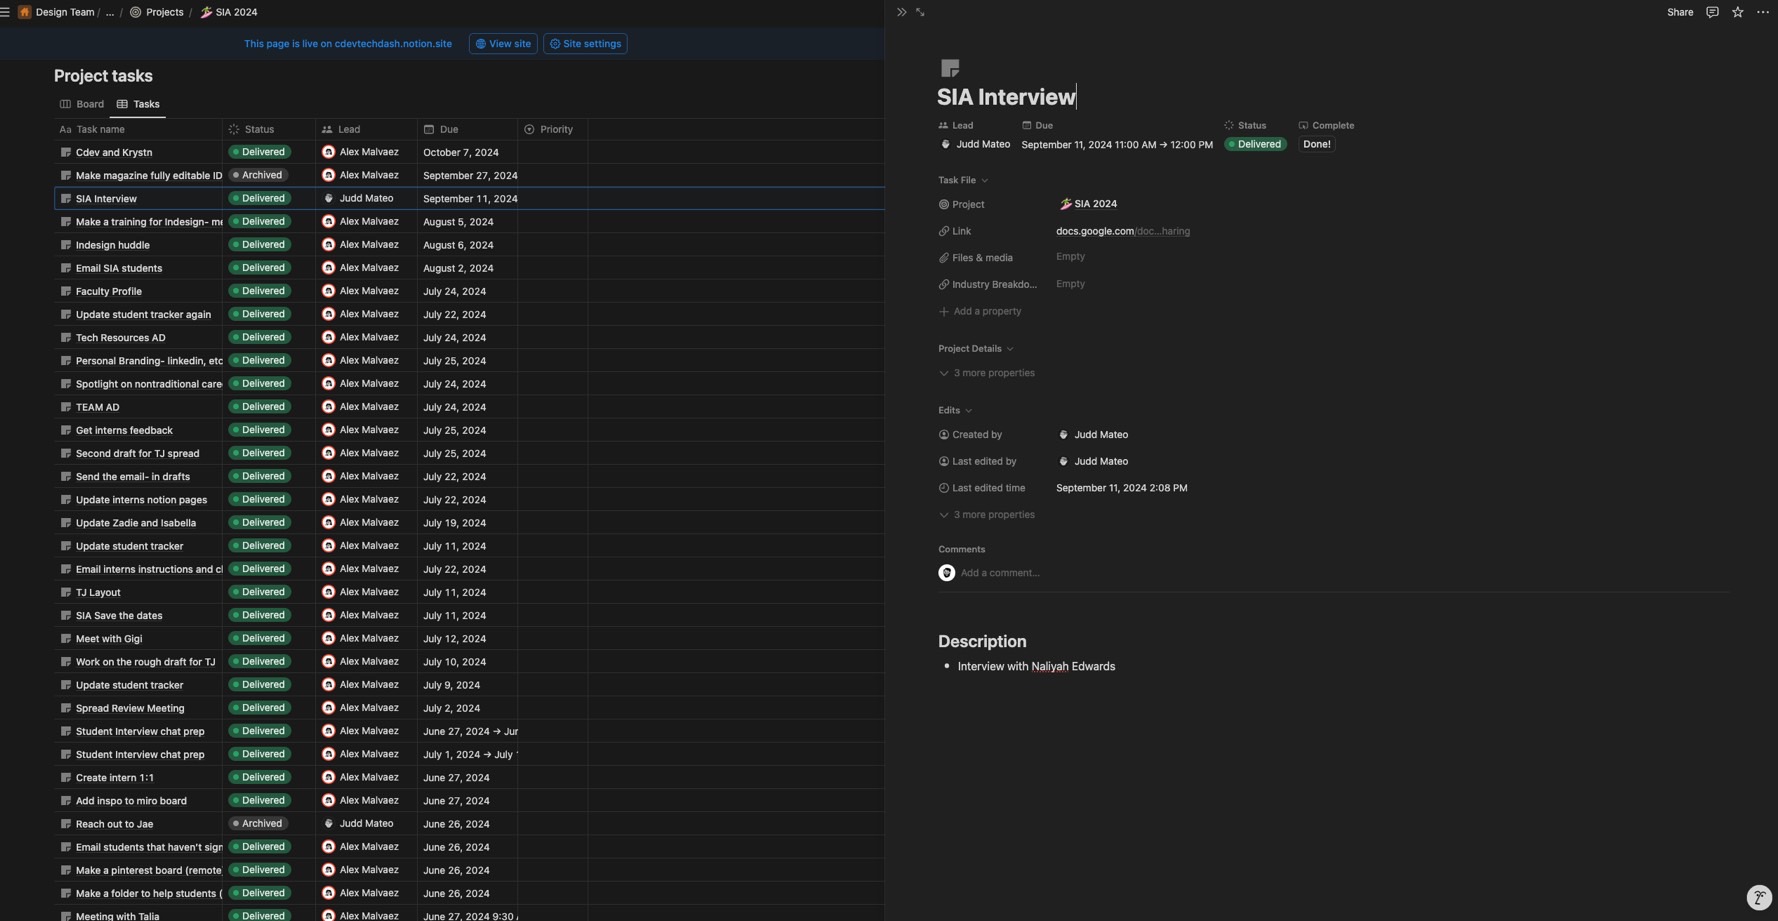 Design Team / ... / Projects / SIA 2024
This page is live on cdevtechdash.notion.site View site Site settings
Project tasks
Board Tasks
Aa Task name Status Lead Due Priority
Cdev and Krystn Delivered Alex Malvaez October 7, 2024
Make magazine fully editable ID Archived Alex Malvaez September 27, 2024
SIA Interview Delivered Judd Mateo September 11, 2024
Make a training for Indesign- me Delivered Alex Malvaez August 5, 2024
Indesign huddle Delivered Alex Malvaez August 6, 2024
Email SIA students Delivered Alex Malvaez August 2, 2024
Faculty Profile Delivered Alex Malvaez July 24, 2024
Update student tracker again Delivered Alex Malvaez July 22, 2024
Tech Resources AD Delivered Alex Malvaez July 24, 2024
Personal Branding- linkedin, etc Delivered Alex Malvaez July 25, 2024
Spotlight on nontraditional care Delivered Alex Malvaez July 24, 2024
TEAM AD Delivered Alex Malvaez July 24, 2024
Get interns feedback Delivered Alex Malvaez July 25, 2024
Second draft for TJ spread Delivered Alex Malvaez July 25, 2024
Send the email- in drafts Delivered Alex Malvaez July 22, 2024
Update interns notion pages Delivered Alex Malvaez July 22, 2024
Update Zadie and Isabella Delivered Alex Malvaez July 19, 2024
Update student tracker Delivered Alex Malvaez July 11, 2024
Email interns instructions and cl Delivered Alex Malvaez July 22, 2024
TJ Layout Delivered Alex Malvaez July 11, 2024
SIA Save the dates Delivered Alex Malvaez July 11, 2024
Meet with Gigi Delivered Alex Malvaez July 12, 2024
Work on the rough draft for TJ Delivered Alex Malvaez July 10, 2024
Update student tracker Delivered Alex Malvaez July 9, 2024
Spread Review Meeting Delivered Alex Malvaez July 2, 2024
Student Interview chat prep Delivered Alex Malvaez June 27, 2024 → Jur
Student Interview chat prep Delivered Alex Malvaez July 1, 2024 → July
Create intern 1:1 Delivered Alex Malvaez June 27, 2024
Add inspo to miro board Delivered Alex Malvaez June 27, 2024
Reach out to Jae Archived Judd Mateo June 26, 2024
Email students that haven't sign Delivered Alex Malvaez June 26, 2024
Make a pinterest board (remote Delivered Alex Malvaez June 26, 2024
Make a folder to help students ( Delivered Alex Malvaez June 26, 2024
Meeting with Talia Delivered Alex Malvaez June 27, 2024 9:30
Share
SIA Interview
Lead Due Status Complete
Judd Mateo September 11, 2024 11:00 AM → 12:00 PM Delivered Done!
Task File
Project SIA 2024
Link docs.google.com/doc...haring
Files & media Empty
Industry Breakdo... Empty
Add a property
Project Details
3 more properties
Edits
Created by Judd Mateo
Last edited by Judd Mateo
Last edited time September 11, 2024 2:08 PM
3 more properties
Comments
Add a comment...
Description
• Interview with Naliyah Edwards